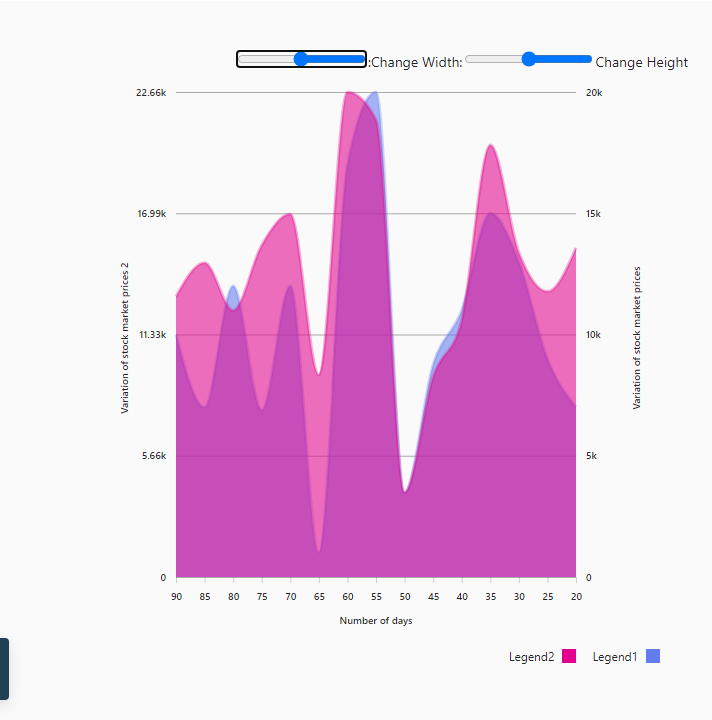 :Change Width: Change Height
22.66k 20k
16.99k 15k
11.33k 10k
5.66k 5k
0 0
Variation of stock market prices 2
Variation of stock market prices
90 85 80 75 70 65 60 55 50 45 40 35 30 25 20
Number of days
Legend2 Legend1